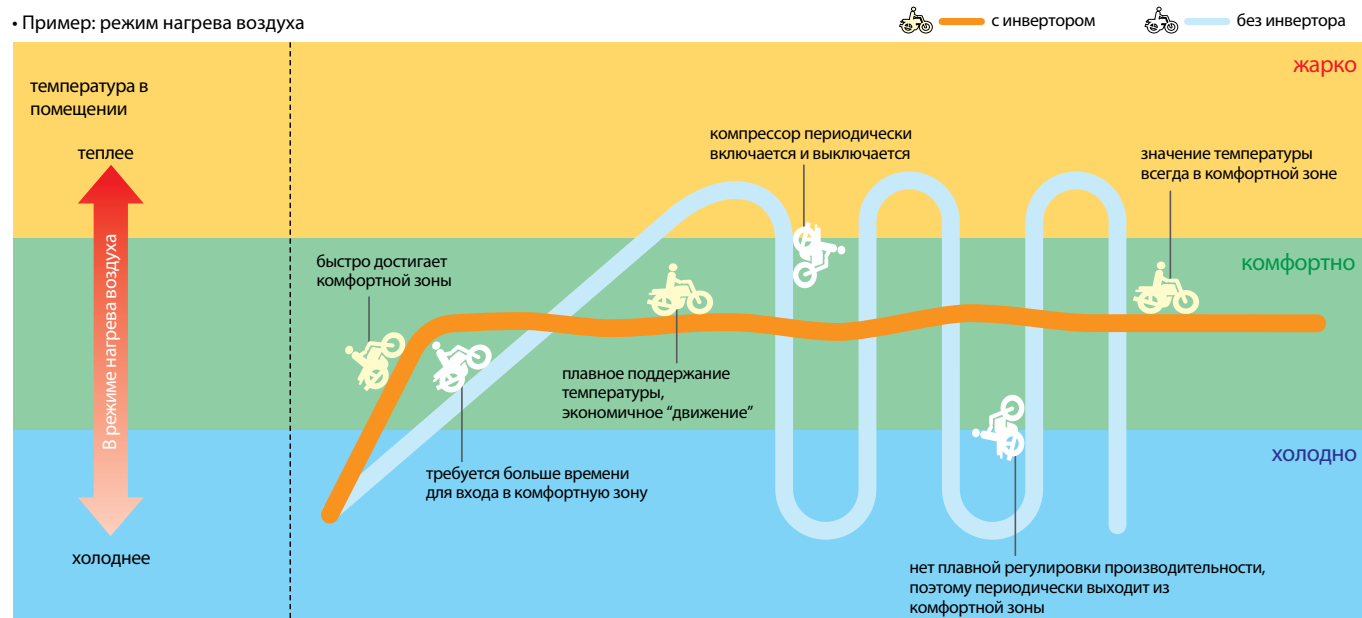 • Пример: режим нагрева воздуха
с инвертором
без инвертора
температура в
помещении
теплее
В режиме нагрева воздуха
холоднее
жарко
комфортно
холодно
быстро достигает
комфортной зоны
требуется больше времени
для входа в комфортную зону
плавное поддержание
температуры,
экономичное “движение”
компрессор периодически
включается и выключается
нет плавной регулировки производительности,
поэтому периодически выходит из
комфортной зоны
значение температуры
всегда в комфортной зоне